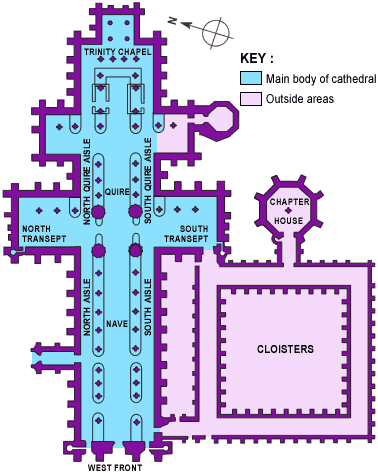 N
TRINITY CHAPEL
KEY :
Main body of cathedral
Outside areas
NORTH QUIRE AISLE
QUIRE
SOUTH QUIRE AISLE
CHAPTER
HOUSE
NORTH
TRANSEPT
SOUTH
TRANSEPT
NORTH AISLE
NAVE
SOUTH AISLE
CLOISTERS
WEST FRONT